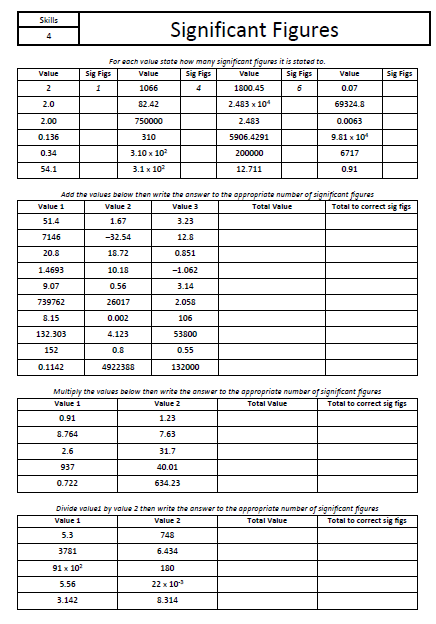 Skills
4
Significant Figures
For each value state how many significant figures it is stated to.
Value Sig Figs Value Sig Figs Value Sig Figs Value Sig Figs
2 1 1066 4 1800.45 6 0.07
2.0 82.42 2.483 x 10⁴ 69324.8
2.00 750000 2.483 0.0063
0.136 310 5906.4291 9.81 x 10⁴
0.34 3.10 x 10² 200000 6717
54.1 3.1 x 10² 12.711 0.91
Add the values below then write the answer to the appropriate number of significant figures
Value 1 Value 2 Value 3 Total Value Total to correct sig figs
51.4 1.67 3.23
7146 –32.54 12.8
20.8 18.72 0.851
1.4693 10.18 –1.062
9.07 0.56 3.14
739762 26017 2.058
8.15 0.002 106
132.303 4.123 53800
152 0.8 0.55
0.1142 4922388 132000
Multiply the values below then write the answer to the appropriate number of significant figures
Value 1 Value 2 Total Value Total to correct sig figs
0.91 1.23
8.764 7.63
2.6 31.7
937 40.01
0.722 634.23
Divide value1 by value 2 then write the answer to the appropriate number of significant figures
Value 1 Value 2 Total Value Total to correct sig figs
5.3 748
3781 6.434
91 x 10² 180
5.56 22 x 10⁻³
3.142 8.314